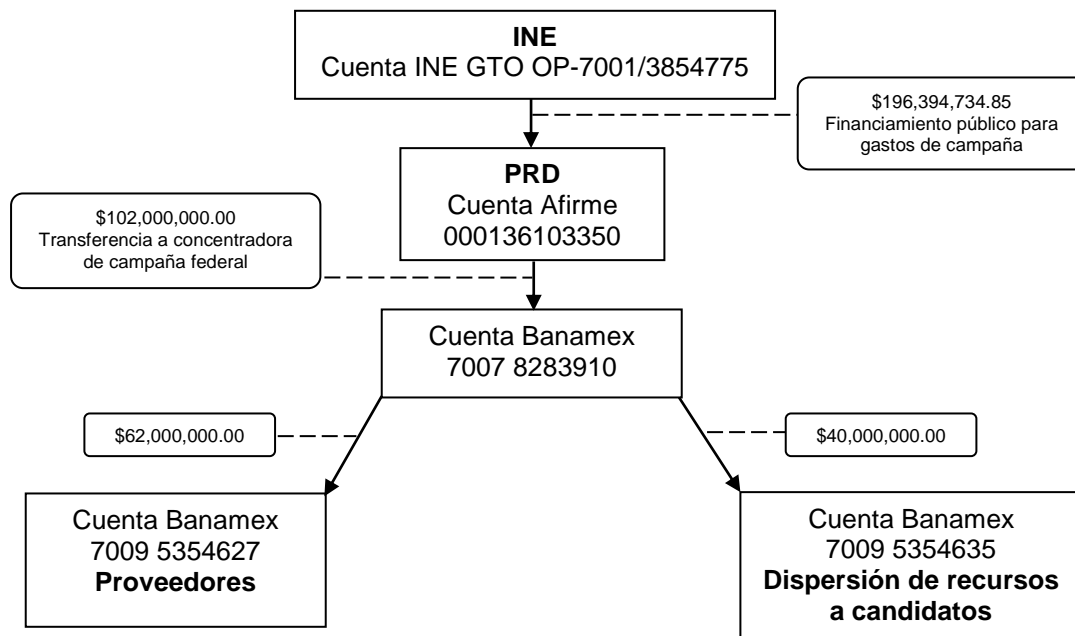 INE
Cuenta INE GTO OP-7001/3854775
$196,394,734.85
Financiamiento público para
gastos de campaña
PRD
Cuenta Afirme
000136103350
$102,000,000.00
Transferencia a concentradora
de campaña federal
Cuenta Banamex
7007 8283910
$62,000,000.00
$40,000,000.00
Cuenta Banamex
7009 5354627
Proveedores
Cuenta Banamex
7009 5354635
Dispersión de recursos
a candidatos